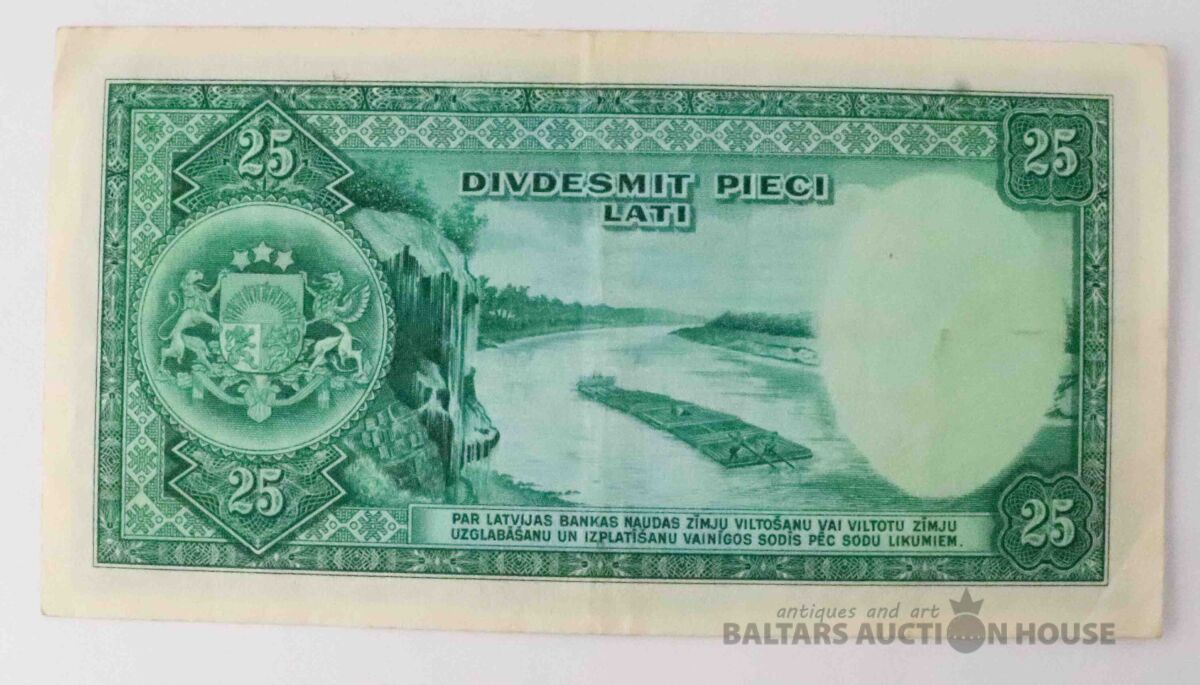 25
25
DIVDESMIT PIECI
LATI
25
25
PAR LATVIJAS BANKAS NAUDAS ZĪMJU VILTOŠANU VAI VILTOTU ZĪMJU
UZGLABĀŠANU UN IZPLATĪŠANU VAINĪGOS SODĪS PĒC SODU LIKUMIEM.
antiques and art
BALTARS AUCTION HOUSE